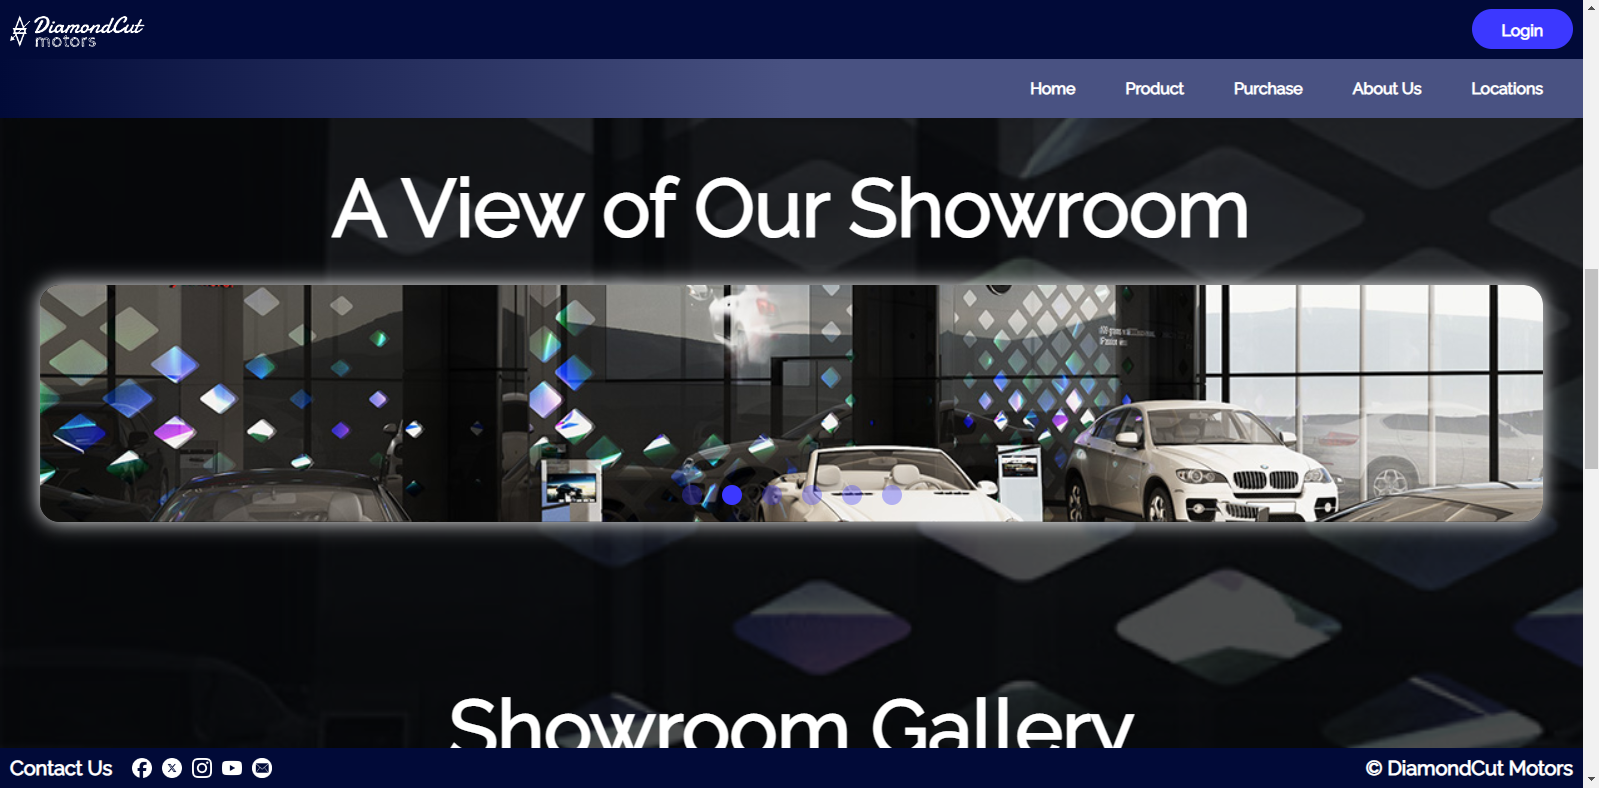 DiamondCut
motors
Login
Home Product Purchase About Us Locations
A View of Our Showroom
Showroom Gallery
Contact Us
© DiamondCut Motors